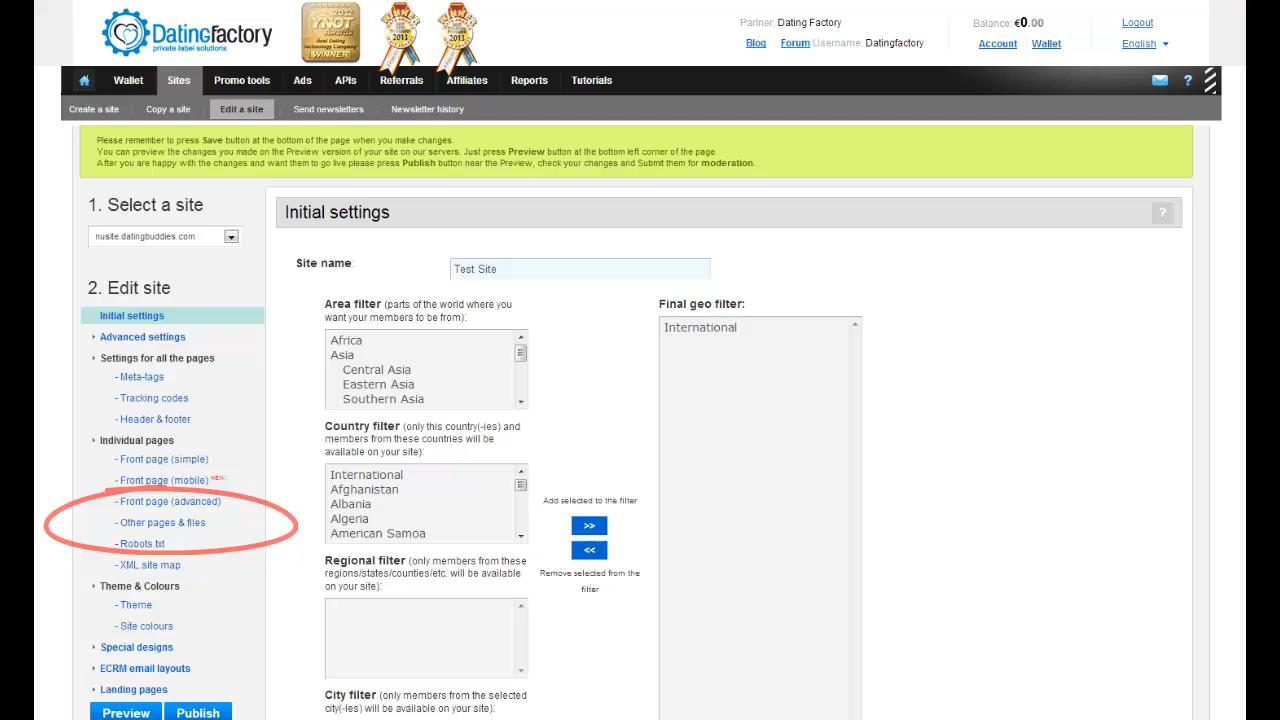 Datingfactory
private label solutions
2012
YNOT
AWARDS
Best Dating
Technology Company
WINNER
2013
2013
Partner: Dating Factory
Blog Forum Username: Datingfactory
Balance: €0.00
Account Wallet
Logout
English
Wallet Sites Promo tools Ads APIs Referrals Affiliates Reports Tutorials ?
Create a site Copy a site Edit a site Send newsletters Newsletter history
Please remember to press Save button at the bottom of the page when you make changes.
You can preview the changes you made on the Preview version of your site on our servers. Just press Preview button at the bottom left corner of the page.
After you are happy with the changes and want them to go live please press Publish button near the Preview, check your changes and Submit them for moderation.
1. Select a site
nusite.datingbuddies.com
2. Edit site
Initial settings
Advanced settings
Settings for all the pages
- Meta-tags
- Tracking codes
- Header & footer
Individual pages
- Front page (simple)
- Front page (mobile) NEW!
- Front page (advanced)
- Other pages & files
- Robots.txt
- XML site map
Theme & Colours
- Theme
- Site colours
Special designs
ECRM email layouts
Landing pages
Preview Publish
Initial settings ?
Site name: Test Site
Area filter (parts of the world where you
want your members to be from):
Africa
Asia
Central Asia
Eastern Asia
Southern Asia
Country filter (only this country(-ies) and
members from these countries will be
available on your site):
International
Afghanistan
Albania
Algeria
American Samoa
Regional filter (only members from these
regions/states/counties/etc. will be available
on your site):
City filter (only members from the selected
city(-ies) will be available on your site):
Add selected to the filter
>>
<<
Remove selected from the
filter
Final geo filter:
International